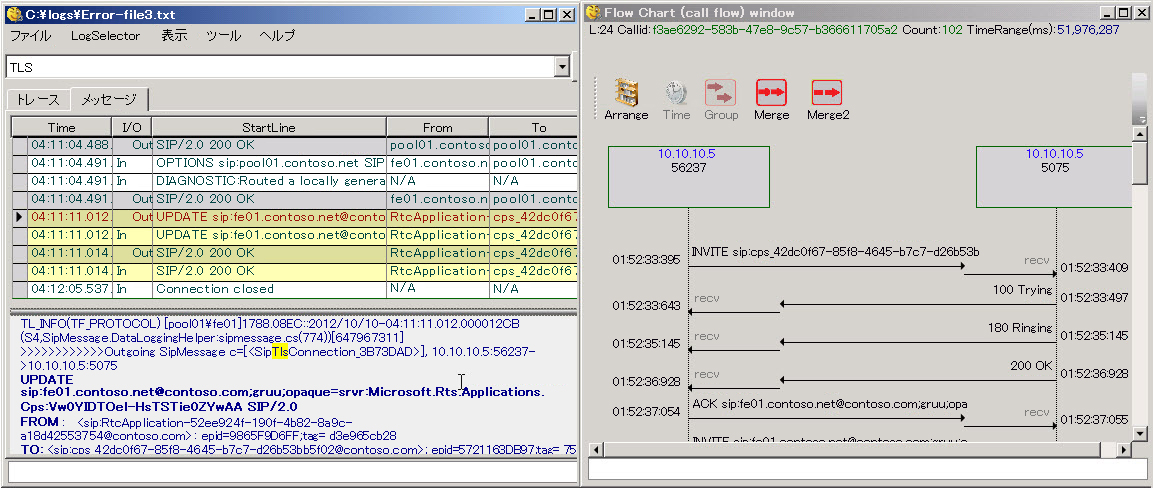 C:¥logs¥Error-file3.txt
ファイル LogSelector 表示 ツール ヘルプ
TLS
トレース メッセージ
Time I/O StartLine From To
04:11:04.488. Out SIP/2.0 200 OK pool01.contoso pool01.conto
04:11:04.491. In OPTIONS sip:pool01.contoso.net SIP fe01.contoso.n pool01.conto
04:11:04.491. In DIAGNOSTIC:Routed a locally genera N/A N/A
04:11:04.491. Out SIP/2.0 200 OK fe01.contoso.n pool01.conto
04:11:11.012. Out UPDATE sip:fe01.contoso.net@conto RtcApplication- cps_42dc0f67
04:11:11.012. In UPDATE sip:fe01.contoso.net@conto RtcApplication- cps_42dc0f67
04:11:11.014. Out SIP/2.0 200 OK RtcApplication- cps_42dc0f67
04:11:11.014. In SIP/2.0 200 OK RtcApplication- cps_42dc0f67
04:12:05.537. In Connection closed N/A N/A
TL_INFO(TF_PROTOCOL) [pool01¥fe01]1788.08EC::2012/10/10-04:11:11.012.000012CB
(S4,SipMessage.DataLoggingHelper:sipmessage.cs(774))[647967311]
>>>>>>>>>>>>Outgoing SipMessage c=[<SipTlsConnection_3B73DAD>], 10.10.10.5:56237-
>10.10.10.5:5075
UPDATE
sip:fe01.contoso.net@contoso.com;gruu;opaque=srvr:Microsoft.Rtc.Applications.
Cps:Vw0YIDTOeI-HsTSTie0ZYwAA SIP/2.0
FROM : <sip:RtcApplication-52ee924f-190f-4b82-8a9c-
a18d42553754@contoso.com>; epid=9865F9D6FF;tag= d3e965cb28
TO: <sip:cps_42dc0f67-85f8-4645-b7c7-d26b53bb5f02@contoso.com>; epid=5721163DB97;tag= 75
Flow Chart (call flow) window
L:24 Callid:f3ae6292-583b-47e8-9c57-b366611705a2 Count:102 TimeRange(ms):51,976,287
Arrange Time Group Merge Merge2
10.10.10.5 10.10.10.5
56237 5075
INVITE sip:cps_42dc0f67-85f8-4645-b7c7-d26b53b
01:52:33:395 recv 01:52:33:409
100 Trying
01:52:33:643 recv 01:52:33:497
180 Ringing
01:52:35:145 recv 01:52:35:145
200 OK
01:52:36:928 recv 01:52:36:928
ACK sip:fe01.contoso.net@contoso.com;gruu;opa
01:52:37:054 recv 01:52:37:055
INVITE sip:fe01.contoso.net@contoso.com;gruu;o